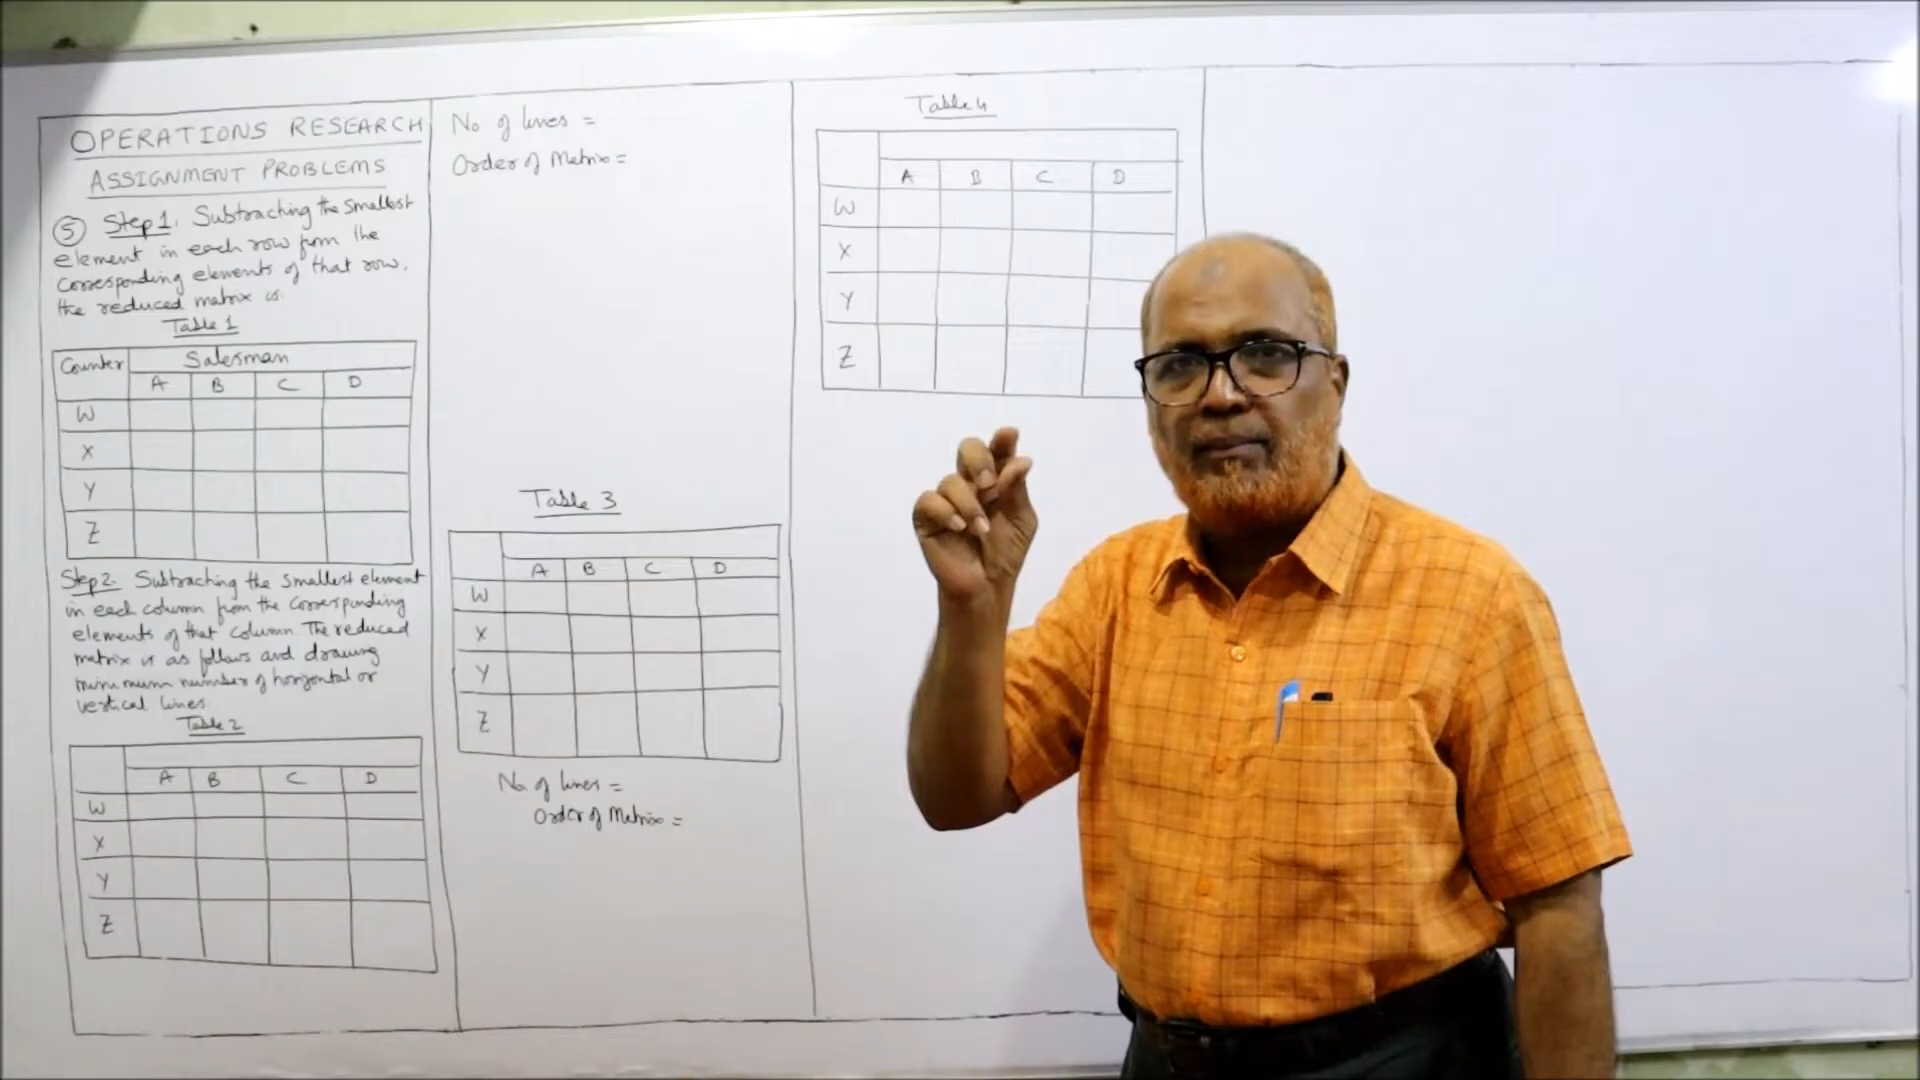 OPERATIONS RESEARCH
ASSIGNMENT PROBLEMS
5 Step 1. Subtracting the smallest
element in each row from the
corresponding elements of that row.
the reduced matrix is.
Table 1
Counter Salesman
A B C D
W
X
Y
Z
Step 2. Subtracting the smallest element
in each column from the corresponding
elements of that column. The reduced
matrix is as follows and drawing
minimum number of horizontal or
vertical lines.
Table 2
A B C D
W
X
Y
Z
No of lines =
Order of Matrix =
Table 3
A B C D
W
X
Y
Z
No. of lines =
Order of Matrix =
Table 4
A B C D
W
X
Y
Z